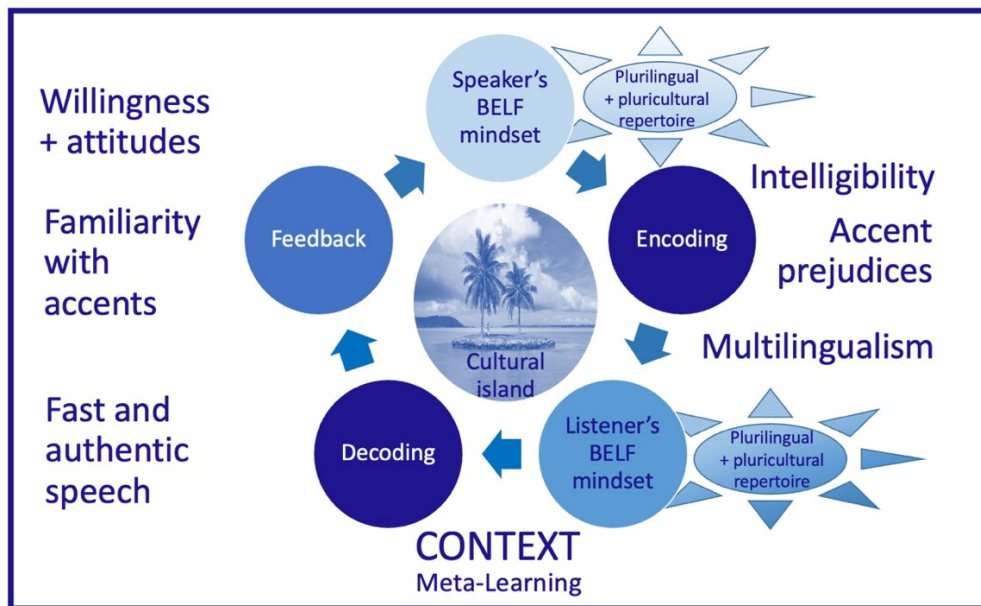 Willingness
+ attitudes
Familiarity
with
accents
Fast and
authentic
speech
Speaker's
BELF
mindset
Plurilingual
+ pluricultural
repertoire
Feedback
Encoding
Cultural
island
Decoding
Listener's
BELF
mindset
Plurilingual
+ pluricultural
repertoire
Intelligibility
Accent
prejudices
Multilingualism
CONTEXT
Meta-Learning